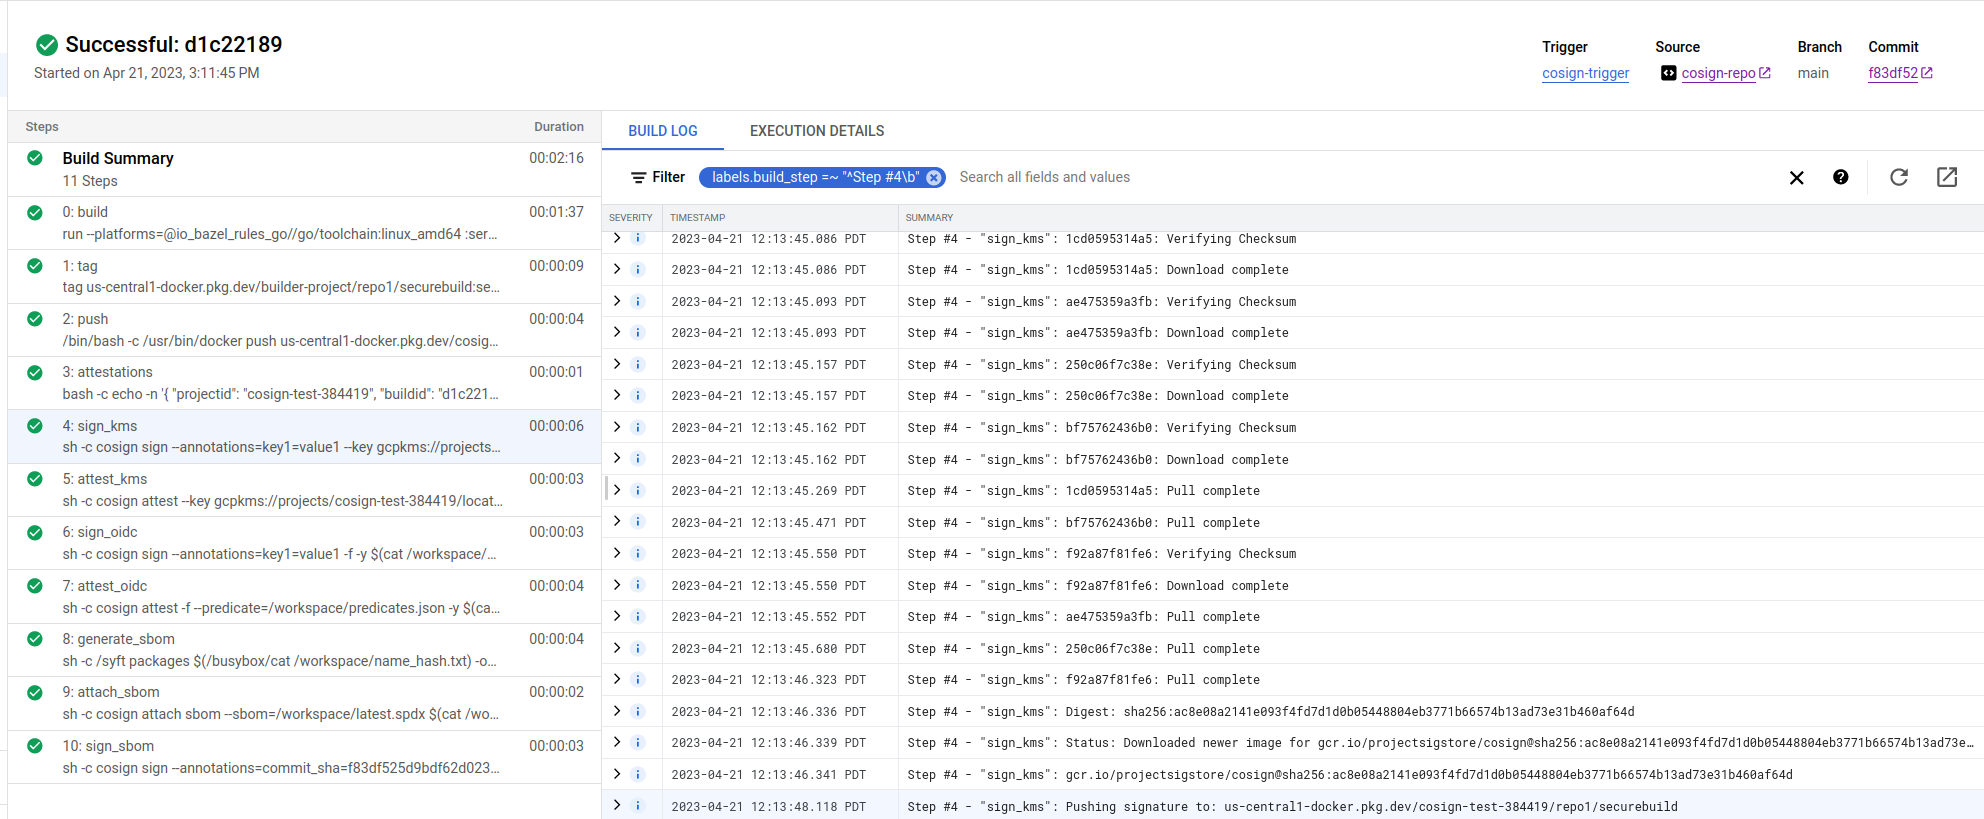 Successful: d1c22189
Started on Apr 21, 2023, 3:11:45 PM
Trigger
cosign-trigger
Source
cosign-repo
Branch
main
Commit
f83df52
Steps Duration
Build Summary 00:02:16
11 Steps
0: build 00:01:37
run --platforms=@io_bazel_rules_go//go/toolchain:linux_amd64 :ser...
1: tag 00:00:09
tag us-central1-docker.pkg.dev/builder-project/repo1/securebuild:se...
2: push 00:00:04
/bin/bash -c /usr/bin/docker push us-central1-docker.pkg.dev/cosig...
3: attestations 00:00:01
bash -c echo -n '{ "projectid": "cosign-test-384419", "buildid": "d1c221...
4: sign_kms 00:00:06
sh -c cosign sign --annotations=key1=value1 --key gcpkms://projects...
5: attest_kms 00:00:03
sh -c cosign attest --key gcpkms://projects/cosign-test-384419/locat...
6: sign_oidc 00:00:03
sh -c cosign sign --annotations=key1=value1 -f -y $(cat /workspace/...
7: attest_oidc 00:00:04
sh -c cosign attest -f --predicate=/workspace/predicates.json -y $(ca...
8: generate_sbom 00:00:04
sh -c /syft packages $(/busybox/cat /workspace/name_hash.txt) -o...
9: attach_sbom 00:00:02
sh -c cosign attach sbom --sbom=/workspace/latest.spdx $(cat /wo...
10: sign_sbom 00:00:03
sh -c cosign sign --annotations=commit_sha=f83df525d9bdf62d023...
BUILD LOG EXECUTION DETAILS
Filter labels.build_step =~ "^Step #4\b" Search all fields and values
SEVERITY TIMESTAMP SUMMARY
2023-04-21 12:13:45.086 PDT Step #4 - "sign_kms": 1cd0595314a5: Verifying Checksum
2023-04-21 12:13:45.086 PDT Step #4 - "sign_kms": 1cd0595314a5: Download complete
2023-04-21 12:13:45.093 PDT Step #4 - "sign_kms": ae475359a3fb: Verifying Checksum
2023-04-21 12:13:45.093 PDT Step #4 - "sign_kms": ae475359a3fb: Download complete
2023-04-21 12:13:45.157 PDT Step #4 - "sign_kms": 250c06f7c38e: Verifying Checksum
2023-04-21 12:13:45.157 PDT Step #4 - "sign_kms": 250c06f7c38e: Download complete
2023-04-21 12:13:45.162 PDT Step #4 - "sign_kms": bf75762436b0: Verifying Checksum
2023-04-21 12:13:45.162 PDT Step #4 - "sign_kms": bf75762436b0: Download complete
2023-04-21 12:13:45.269 PDT Step #4 - "sign_kms": 1cd0595314a5: Pull complete
2023-04-21 12:13:45.471 PDT Step #4 - "sign_kms": bf75762436b0: Pull complete
2023-04-21 12:13:45.550 PDT Step #4 - "sign_kms": f92a87f81fe6: Verifying Checksum
2023-04-21 12:13:45.550 PDT Step #4 - "sign_kms": f92a87f81fe6: Download complete
2023-04-21 12:13:45.552 PDT Step #4 - "sign_kms": ae475359a3fb: Pull complete
2023-04-21 12:13:45.680 PDT Step #4 - "sign_kms": 250c06f7c38e: Pull complete
2023-04-21 12:13:46.323 PDT Step #4 - "sign_kms": f92a87f81fe6: Pull complete
2023-04-21 12:13:46.336 PDT Step #4 - "sign_kms": Digest: sha256:ac8e08a2141e093f4fd7d1d0b05448804eb3771b66574b13ad73e31b460af64d
2023-04-21 12:13:46.339 PDT Step #4 - "sign_kms": Status: Downloaded newer image for gcr.io/projectsigstore/cosign@sha256:ac8e08a2141e093f4fd7d1d0b05448804eb3771b66574b13ad73e...
2023-04-21 12:13:46.341 PDT Step #4 - "sign_kms": gcr.io/projectsigstore/cosign@sha256:ac8e08a2141e093f4fd7d1d0b05448804eb3771b66574b13ad73e31b460af64d
2023-04-21 12:13:48.118 PDT Step #4 - "sign_kms": Pushing signature to: us-central1-docker.pkg.dev/cosign-test-384419/repo1/securebuild